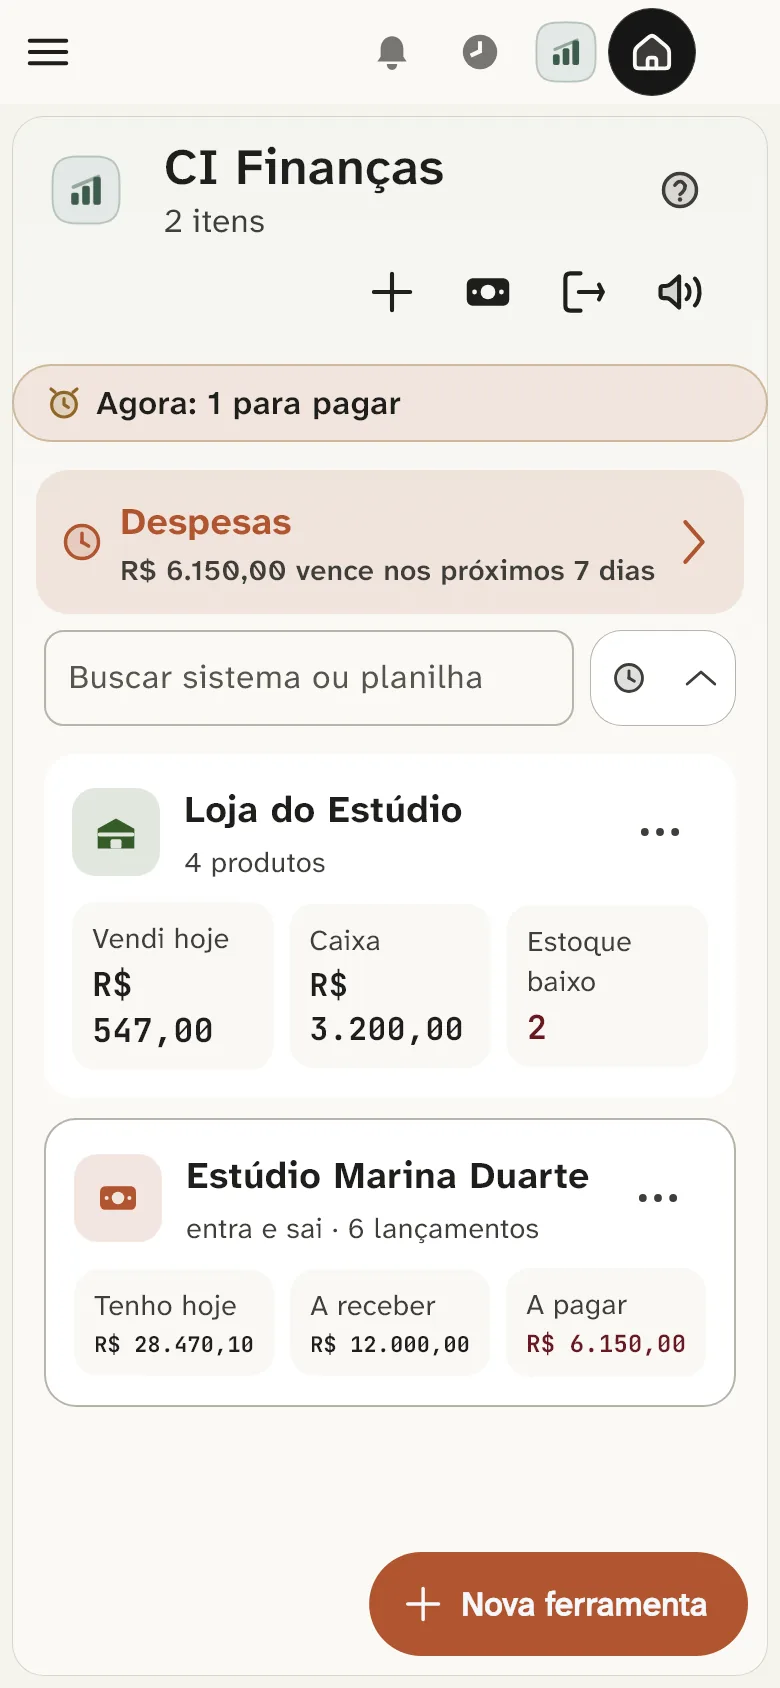 CI Finanças
2 itens
Agora: 1 para pagar
Despesas
R$ 6.150,00 vence nos próximos 7 dias
Buscar sistema ou planilha
Loja do Estúdio
4 produtos
Vendi hoje
R$
547,00
Caixa
R$
3.200,00
Estoque
baixo
2
Estúdio Marina Duarte
entra e sai · 6 lançamentos
Tenho hoje
R$ 28.470,10
A receber
R$ 12.000,00
A pagar
R$ 6.150,00
Nova ferramenta